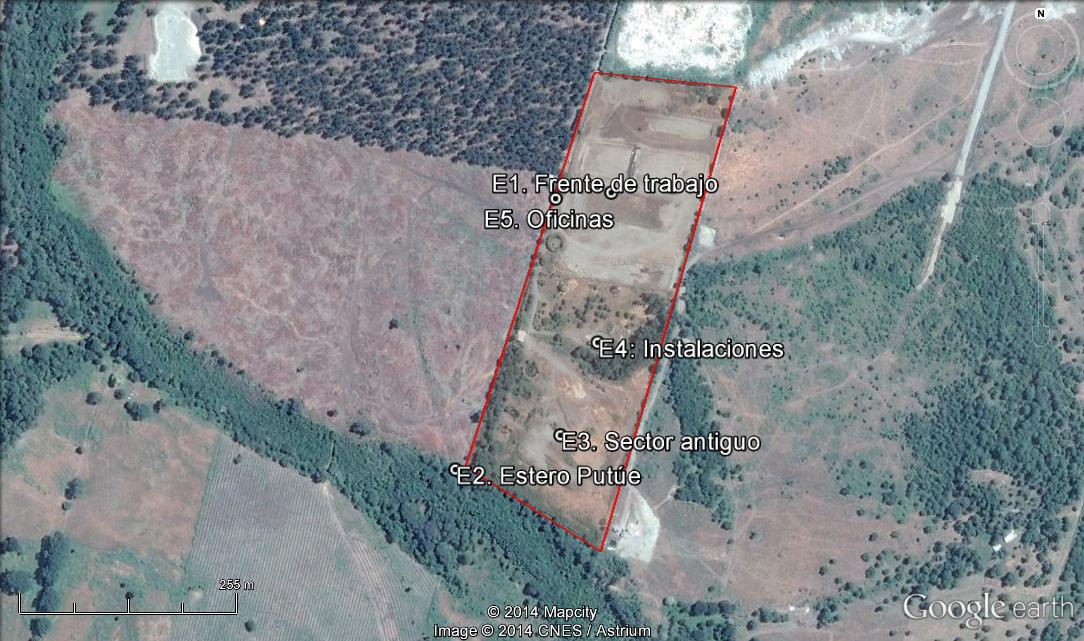 N
E1. Frente de trabajo
E5. Oficinas
E4: Instalaciones
E3. Sector antiguo
E2. Estero Putúe
255 m
© 2014 Mapcity
Image © 2014 CNES / Astrium
Google earth